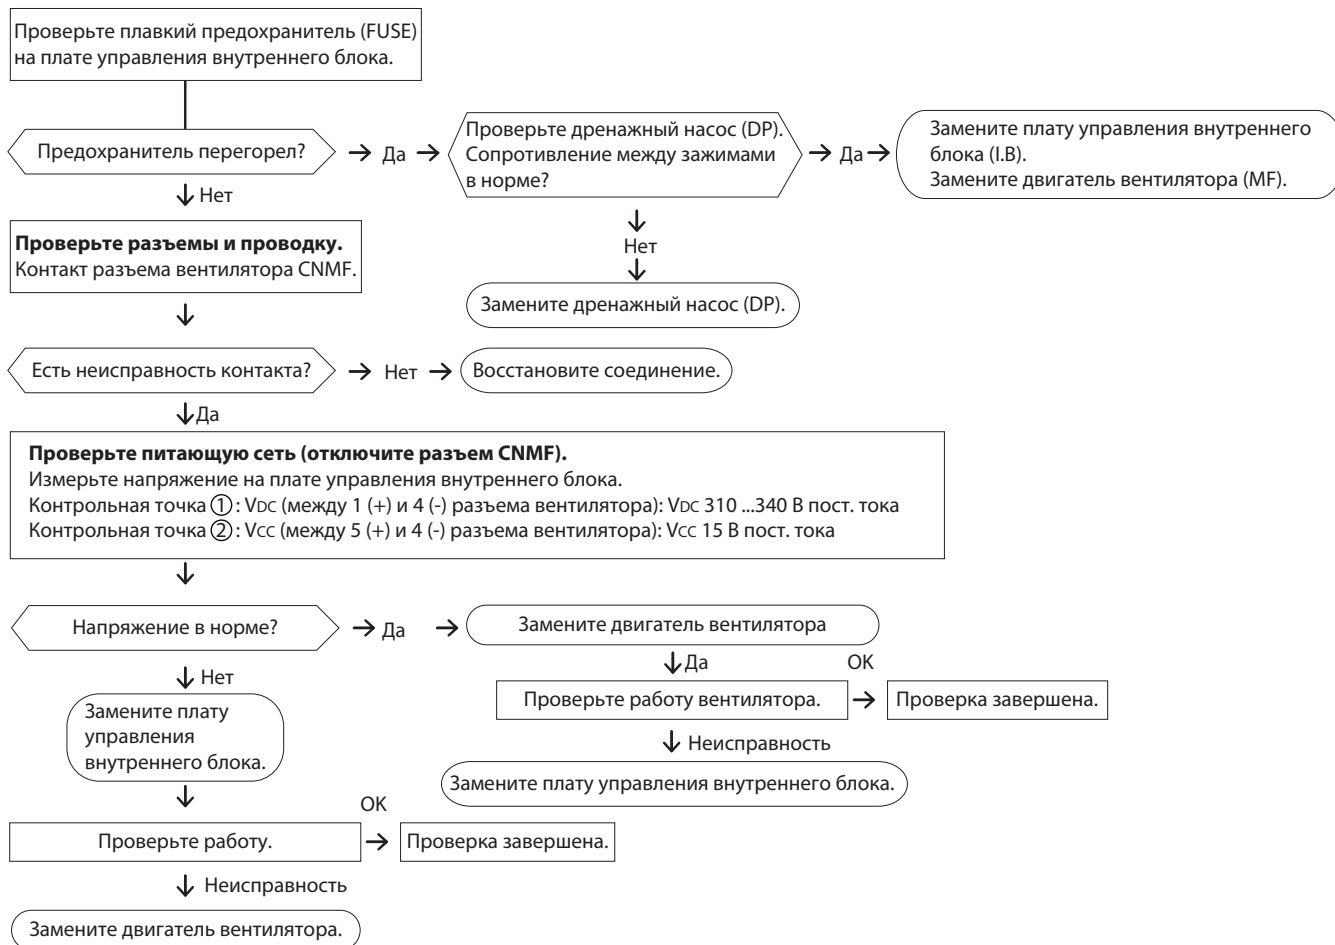 Проверьте плавкий предохранитель (FUSE)
на плате управления внутреннего блока.
Предохранитель перегорел?
Да
Проверьте дренажный насос (DP).
Сопротивление между зажимами
в норме?
Да
Замените плату управления внутреннего
блока (I.B).
Замените двигатель вентилятора (MF).
Нет
Нет
Замените дренажный насос (DP).
Проверьте разъемы и проводку.
Контакт разъема вентилятора CNMF.
Есть неисправность контакта?
Нет
Восстановите соединение.
Да
Проверьте питающую сеть (отключите разъем CNMF).
Измерьте напряжение на плате управления внутреннего блока.
Контрольная точка ①: VDC (между 1 (+) и 4 (-) разъема вентилятора): VDC 310 ...340 В пост. тока
Контрольная точка ②: VCC (между 5 (+) и 4 (-) разъема вентилятора): VCC 15 В пост. тока
Напряжение в норме?
Да
Замените двигатель вентилятора
Да
OK
Проверьте работу вентилятора.
Проверка завершена.
Неисправность
Замените плату управления внутреннего блока.
Нет
Замените плату
управления
внутреннего блока.
OK
Проверьте работу.
Проверка завершена.
Неисправность
Замените двигатель вентилятора.